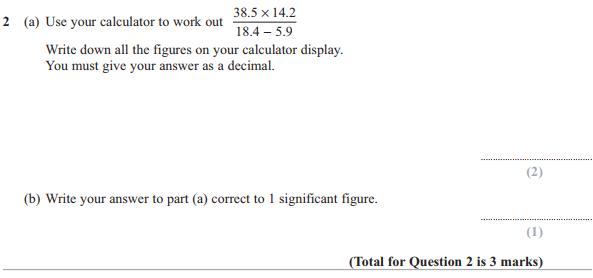 2 (a) Use your calculator to work out 38.5 × 14.2
18.4 – 5.9
Write down all the figures on your calculator display.
You must give your answer as a decimal.
(2)
(b) Write your answer to part (a) correct to 1 significant figure.
(1)
(Total for Question 2 is 3 marks)